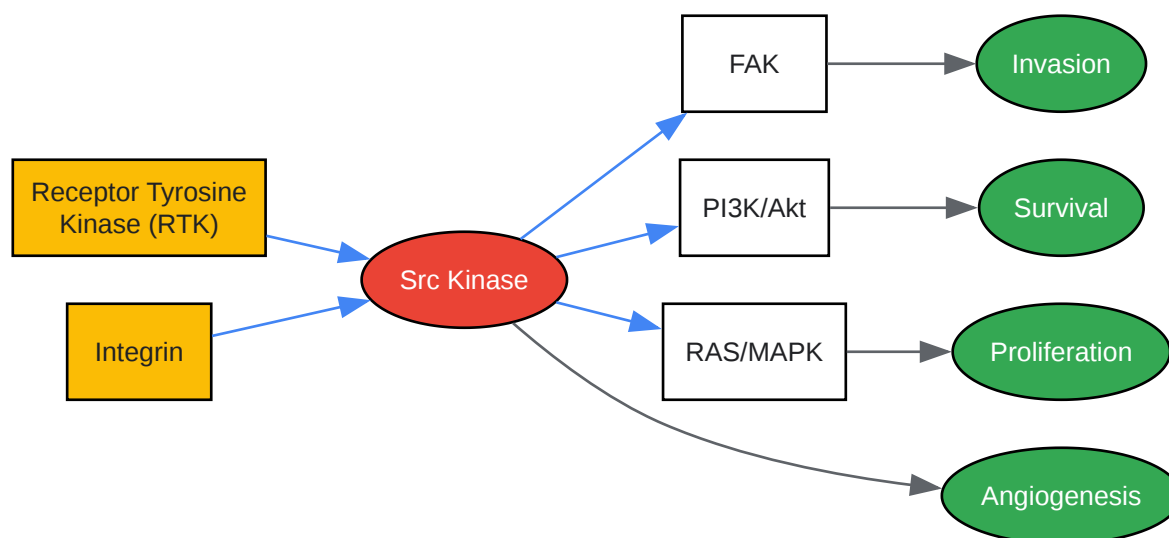 Receptor Tyrosine
Kinase (RTK)
Integrin
Src Kinase
FAK
PI3K/Akt
RAS/MAPK
Invasion
Survival
Proliferation
Angiogenesis